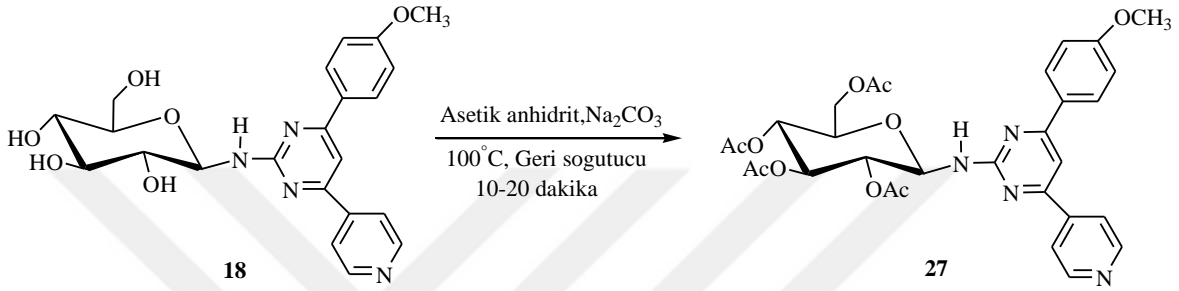 OCH3
OH
O
HO
HO
OH
H
N
N
N
N
18
Asetik anhidrit,Na2CO3
100°C, Geri sogutucu
10-20 dakika
OCH3
OAc
O
AcO
AcO
OAc
H
N
N
N
N
27